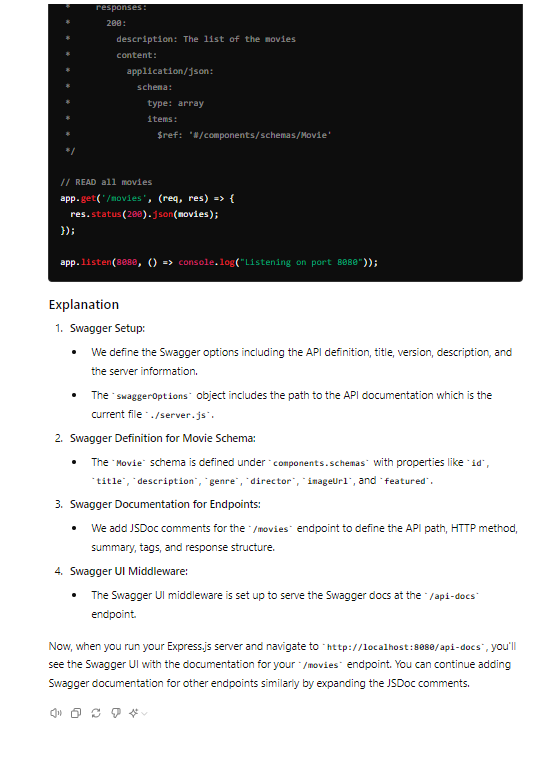 *     responses:
*       200:
*         description: The list of the movies
*         content:
*           application/json:
*             schema:
*               type: array
*               items:
*                 $ref: '#/components/schemas/Movie'
*/
// READ all movies
app.get('/movies', (req, res) => {
  res.status(200).json(movies);
});
app.listen(8080, () => console.log("Listening on port 8080"));
Explanation
1. Swagger Setup:
• We define the Swagger options including the API definition, title, version, description, and
the server information.
• The `swaggerOptions` object includes the path to the API documentation which is the
current file `./server.js`.
2. Swagger Definition for Movie Schema:
• The `Movie` schema is defined under `components.schemas` with properties like `id`,
`title`, `description`, `genre`, `director`, `imageUrl`, and `featured`.
3. Swagger Documentation for Endpoints:
• We add JSDoc comments for the `/movies` endpoint to define the API path, HTTP method,
summary, tags, and response structure.
4. Swagger UI Middleware:
• The Swagger UI middleware is set up to serve the Swagger docs at the `/api-docs`
endpoint.
Now, when you run your Express.js server and navigate to `http://localhost:8080/api-docs`, you'll
see the Swagger UI with the documentation for your `/movies` endpoint. You can continue adding
Swagger documentation for other endpoints similarly by expanding the JSDoc comments.